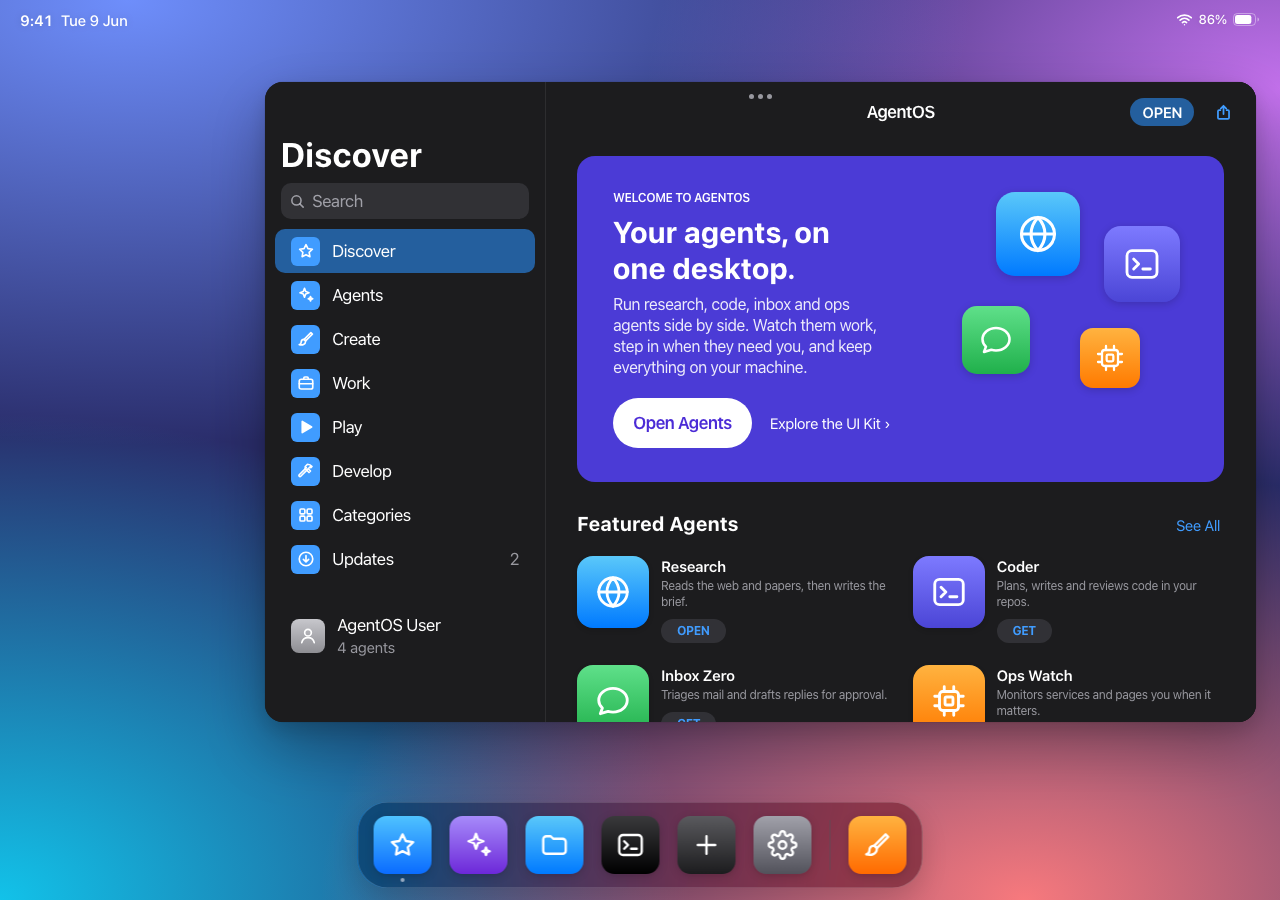 9:41 Tue 9 Jun
86%
AgentOS
OPEN
Discover
Search
Discover
Agents
Create
Work
Play
Develop
Categories
Updates 2
AgentOS User
4 agents
WELCOME TO AGENTOS
Your agents, on
one desktop.
Run research, code, inbox and ops
agents side by side. Watch them work,
step in when they need you, and keep
everything on your machine.
Open Agents
Explore the UI Kit ›
Featured Agents
See All
Research
Reads the web and papers, then writes the
brief.
OPEN
Coder
Plans, writes and reviews code in your
repos.
GET
Inbox Zero
Triages mail and drafts replies for approval.
GET
Ops Watch
Monitors services and pages you when it
matters.